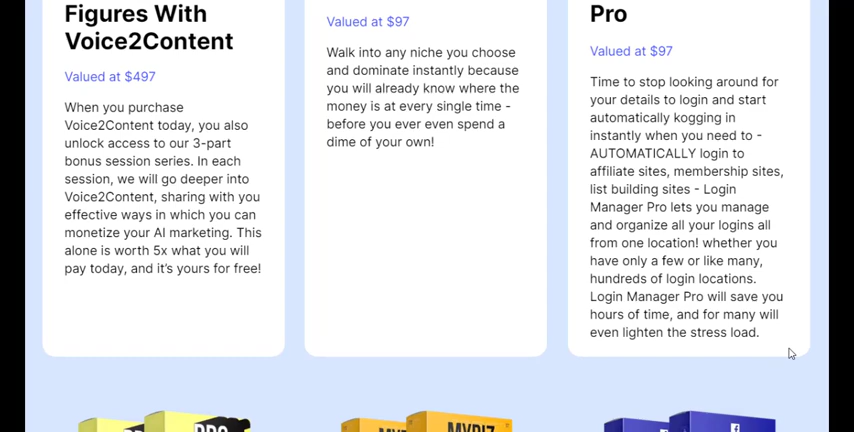 Figures With
Voice2Content
Valued at $497
When you purchase
Voice2Content today, you also
unlock access to our 3-part
bonus session series. In each
session, we will go deeper into
Voice2Content, sharing with you
effective ways in which you can
monetize your AI marketing. This
alone is worth 5x what you will
pay today, and it's yours for free!
Valued at $97
Walk into any niche you choose
and dominate instantly because
you will already know where the
money is at every single time -
before you ever even spend a
dime of your own!
Pro
Valued at $97
Time to stop looking around for
your details to login and start
automatically kogging in
instantly when you need to -
AUTOMATICALLY login to
affiliate sites, membership sites,
list building sites - Login
Manager Pro lets you manage
and organize all your logins all
from one location! whether you
have only a few or like many,
hundreds of login locations.
Login Manager Pro will save you
hours of time, and for many will
even lighten the stress load.